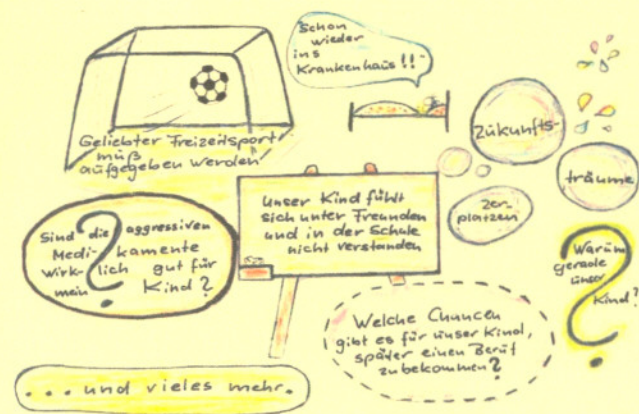 Schon
wieder
ins
Krankenhaus!!
Geliebter Freizeitsport
muß
aufgegeben werden
Zukunfts-
träume
zer-
platzen
Unser Kind fühlt
sich unter Freunden
und in der Schule
nicht verstanden
Sind die aggressiven
Medi- kamente
wirk- lich gut für
mein Kind?
Warum
gerade
unser
Kind?
Welche Chancen
gibt es für unser Kind,
später einen Beruf
zu bekommen?
... und vieles mehr.